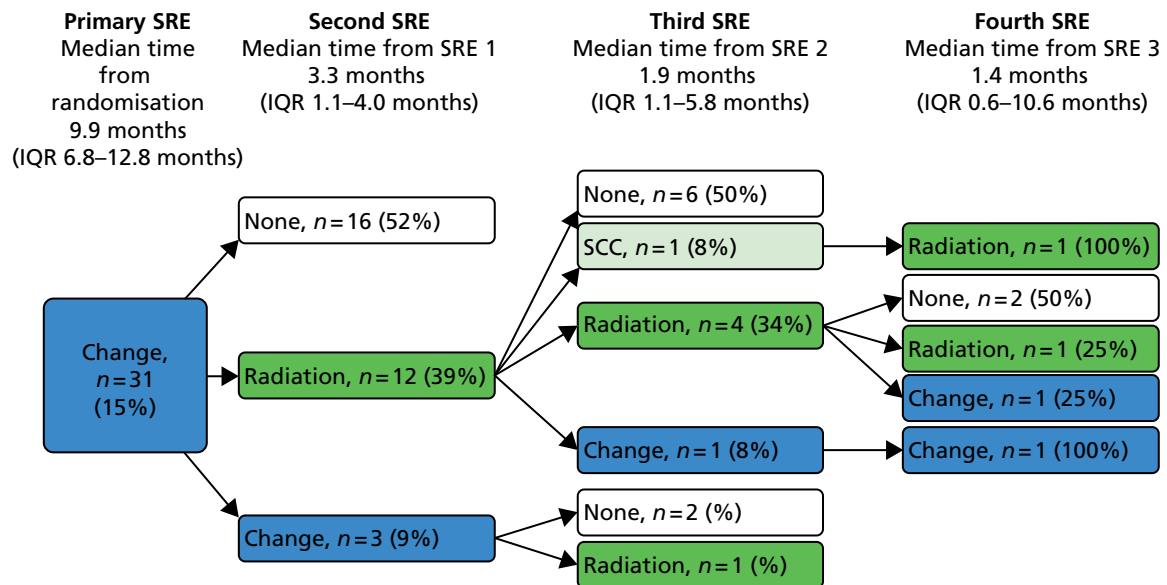 Primary SRE
Median time
from
randomisation
9.9 months
(IQR 6.8–12.8 months)
Second SRE
Median time from SRE 1
3.3 months
(IQR 1.1–4.0 months)
Third SRE
Median time from SRE 2
1.9 months
(IQR 1.1–5.8 months)
Fourth SRE
Median time from SRE 3
1.4 months
(IQR 0.6–10.6 months)
Change,
n=31
(15%)
None, n=16 (52%)
Radiation, n=12 (39%)
Change, n=3 (9%)
None, n=6 (50%)
SCC, n=1 (8%)
Radiation, n=4 (34%)
Change, n=1 (8%)
None, n=2 (%)
Radiation, n=1 (%)
Radiation, n=1 (100%)
None, n=2 (50%)
Radiation, n=1 (25%)
Change, n=1 (25%)
Change, n=1 (100%)